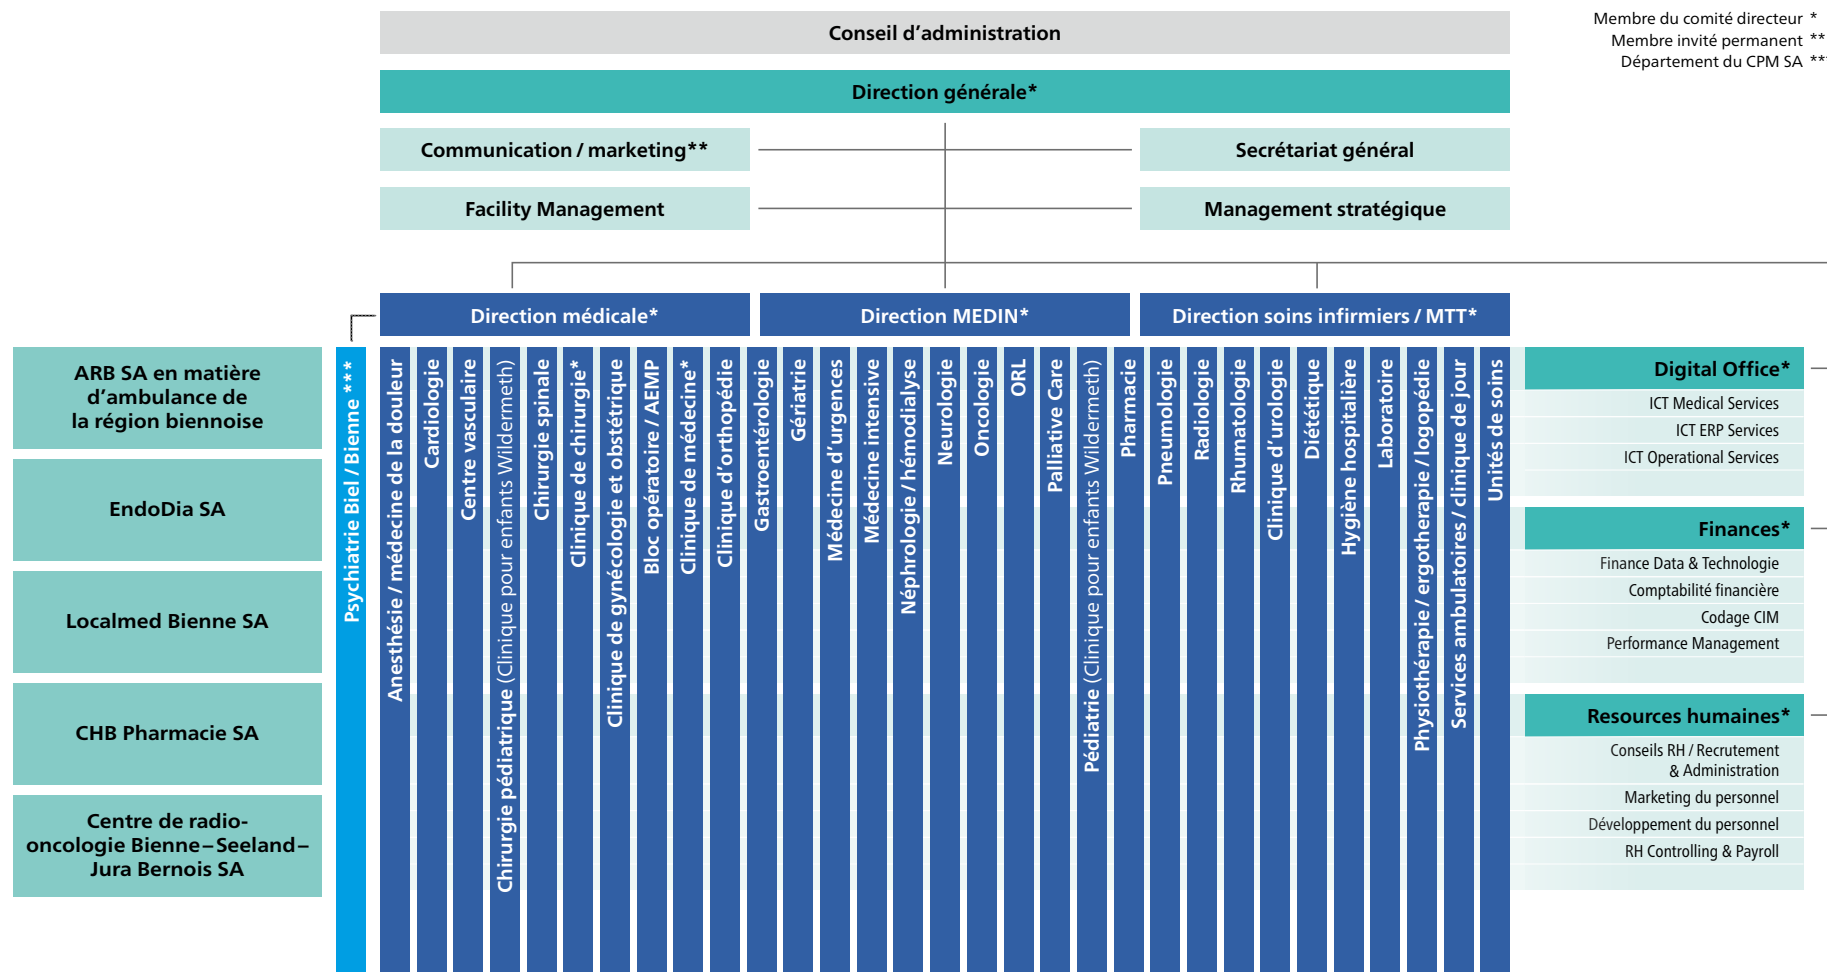 Conseil d’administration
Membre du comité directeur *
Membre invité permanent **
Département du CPM SA ***
Direction générale*
Communication / marketing**
Secrétariat général
Facility Management
Management stratégique
Direction médicale*
Direction MEDIN*
Direction soins infirmiers / MTT*
ARB SA en matière
d’ambulance de
la région biennoise
EndoDia SA
Localmed Bienne SA
CHB Pharmacie SA
Centre de radio-
oncologie Bienne – Seeland –
Jura Bernois SA
Psychiatrie Biel / Bienne ***
Anesthésie / médecine de la douleur
Cardiologie
Centre vasculaire
Chirurgie pédiatrique (Clinique pour enfants Wildermeth)
Chirurgie spinale
Clinique de chirurgie*
Clinique de gynécologie et obstétrique
Bloc opératoire / AEMP
Clinique de médecine*
Clinique d’orthopédie
Gastroentérologie
Gériatrie
Médecine d’urgences
Médecine intensive
Néphrologie / hémodialyse
Neurologie
Oncologie
ORL
Palliative Care
Pédiatrie (Clinique pour enfants Wildermeth)
Pharmacie
Pneumologie
Radiologie
Rhumatologie
Clinique d’urologie
Diététique
Hygiène hospitalière
Laboratoire
Physiothérapie / ergotherapie / logopédie
Services ambulatoires / clinique de jour
Unités de soins
Digital Office*
ICT Medical Services
ICT ERP Services
ICT Operational Services
Finances*
Finance Data & Technologie
Comptabilité financière
Codage CIM
Performance Management
Resources humaines*
Conseils RH / Recrutement
& Administration
Marketing du personnel
Développement du personnel
RH Controlling & Payroll